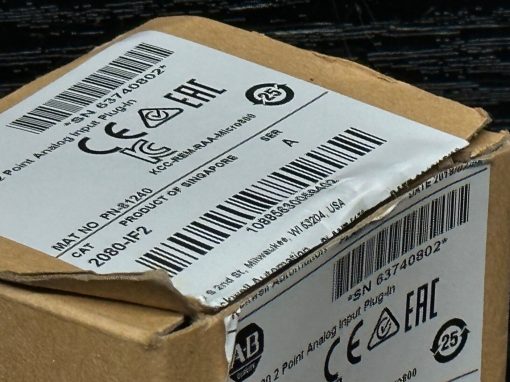 *SN 63740802*
2 Point Analog Input Plug-In
CE EAC
25
KCC-REM-RAA-Micro800
MAT NO PN-81240
PRODUCT OF SINGAPORE
SER
CAT
2080-IF2
A
S 2nd St, Milwaukee, WI 53204, USA
*SN 63740802*
2 Point Analog Input Plug-In
CE EAC
25
AB